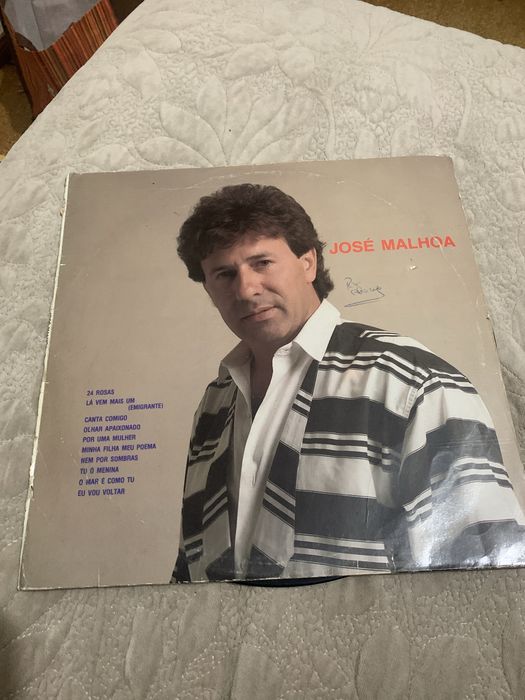 JOSÉ MALHOA
24 ROSAS
LÁ VEM MAIS UM
(EMIGRANTE)
CANTA COMIGO
OLHAR APAIXONADO
POR UMA MULHER
MINHA FILHA MEU POEMA
NEM POR SOMBRAS
TU Ó MENINA
O MAR É COMO TU
EU VOU VOLTAR